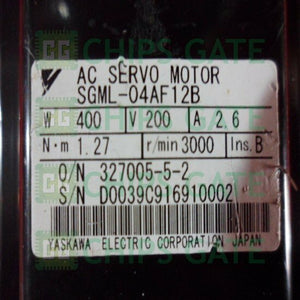 CHIPS GATE
AC SERVO MOTOR
SGML-04AF12B
W 400 V 200 A 2.6
N·m 1.27 r/min 3000 Ins. B
O/N 327005-5-2
S/N D0039C916910002
YASKAWA ELECTRIC CORPORATION JAPAN